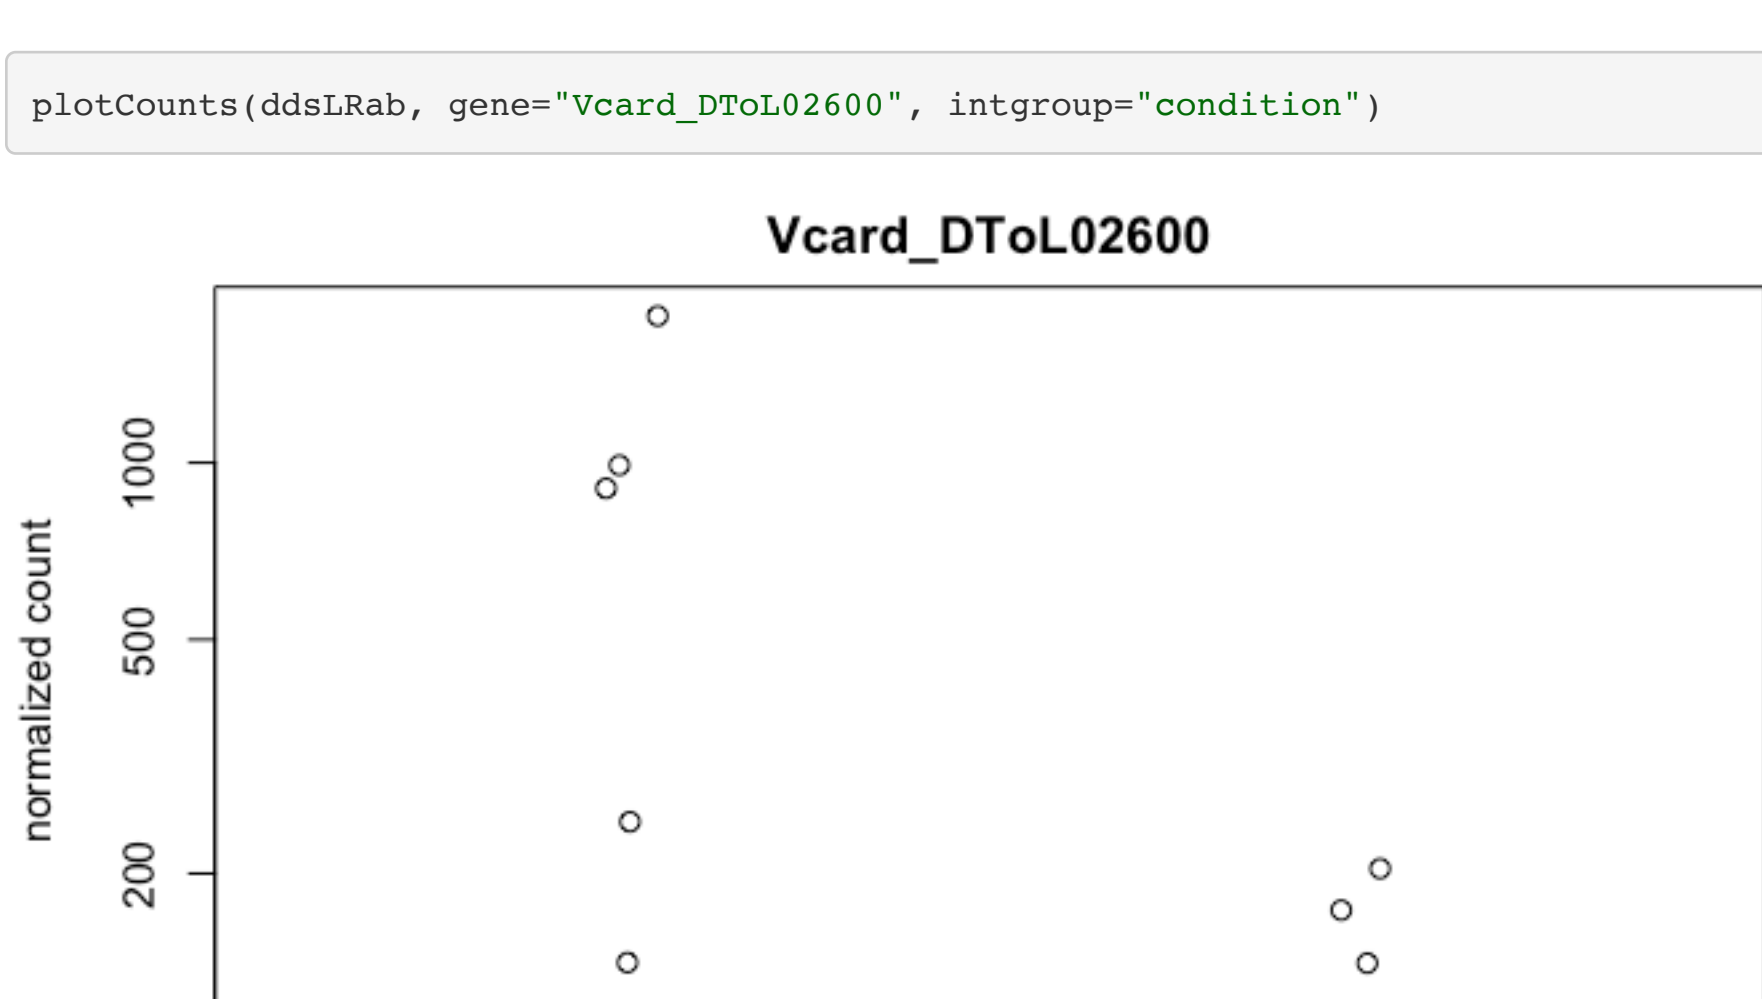 plotCounts(ddsLRab, gene="Vcard_DToL02600", intgroup="condition")
Vcard_DToL02600
normalized count
1000
500
200